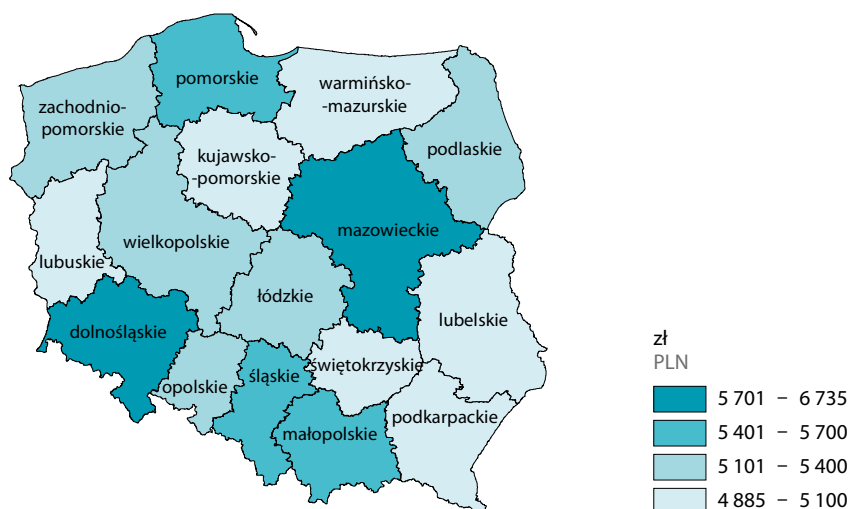 pomorskie
warmińsko-
-mazurskie
zachodnio-
pomorskie
kujawsko-
-pomorskie
podlaskie
mazowieckie
wielkopolskie
lubuskie
łódzkie
dolnośląskie
lubelskie
świętokrzyskie
śląskie
opolskie
podkarpackie
małopolskie
zł
PLN
5 701 – 6 735
5 401 – 5 700
5 101 – 5 400
4 885 – 5 100